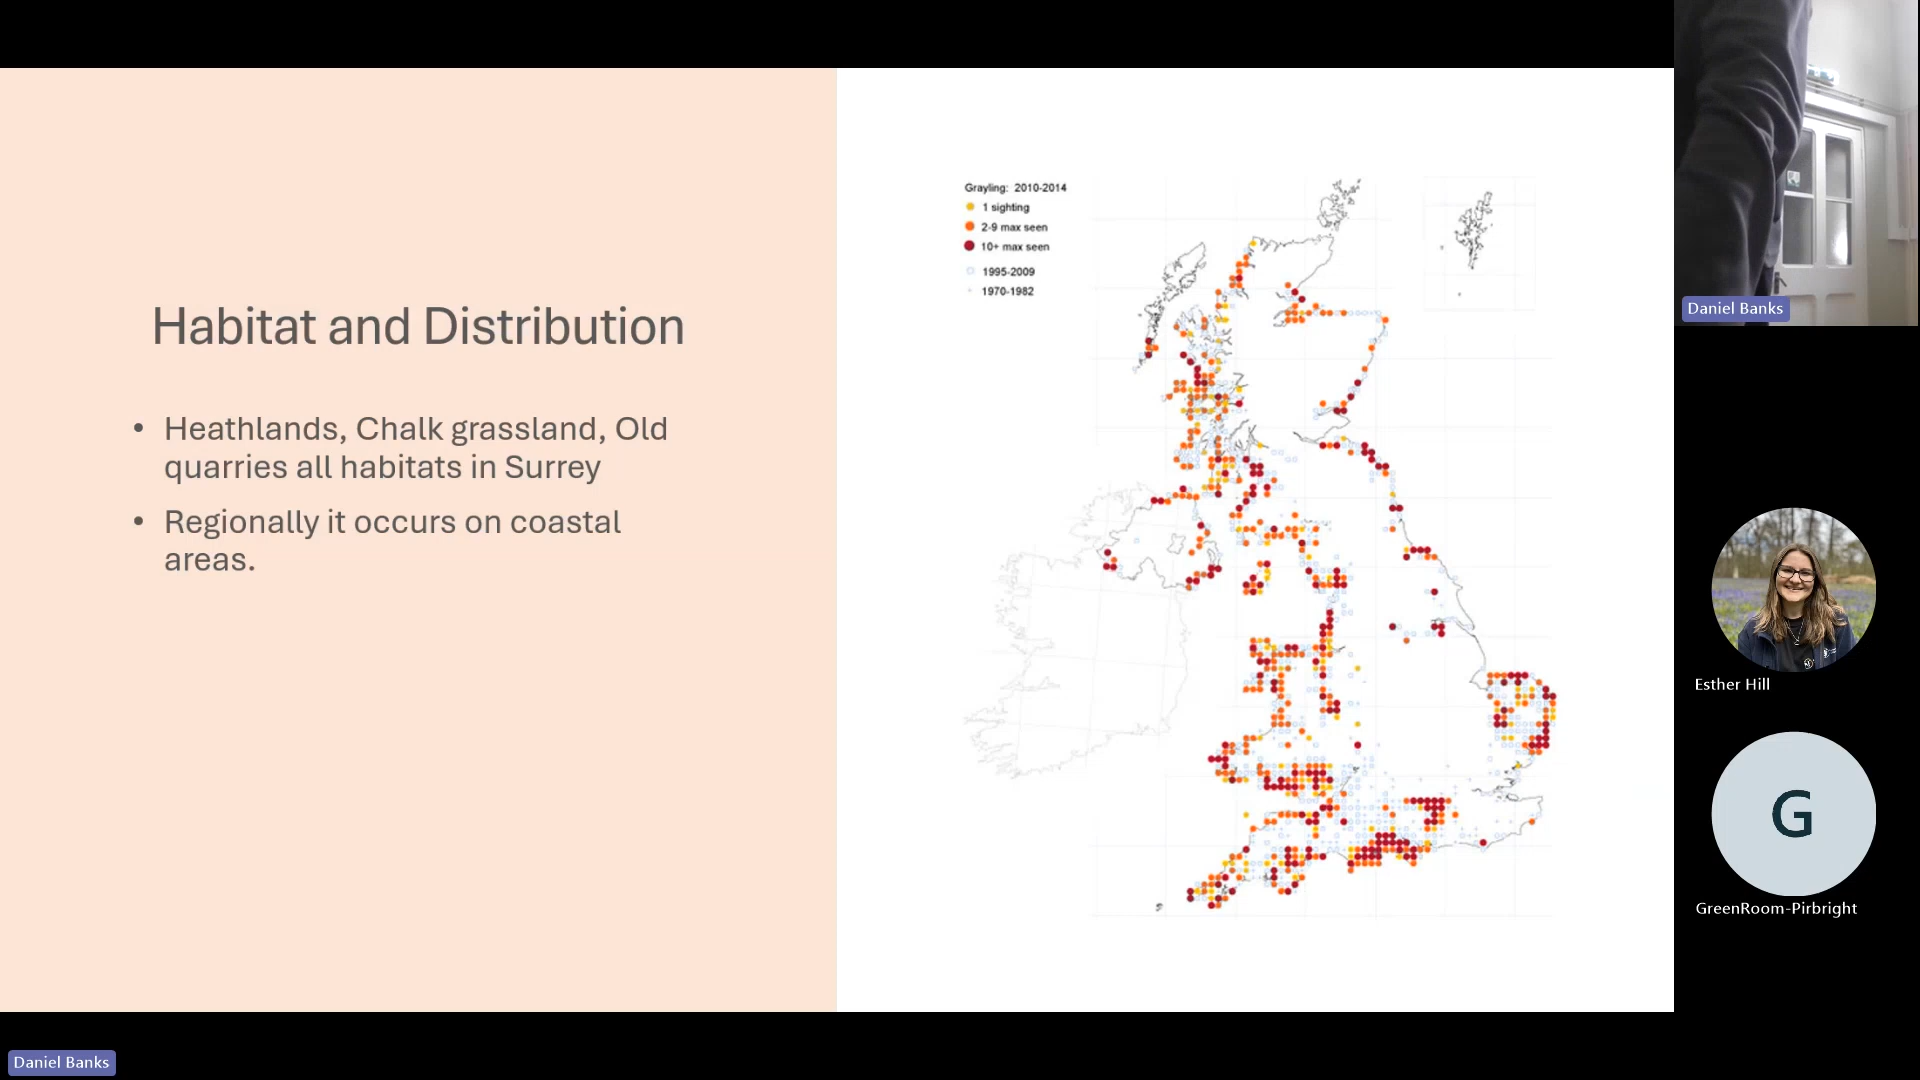 Habitat and Distribution
• Heathlands, Chalk grassland, Old
quarries all habitats in Surrey
• Regionally it occurs on coastal
areas.
Grayling: 2010-2014
1 sighting
2-9 max seen
10+ max seen
1995-2009
1970-1982
Daniel Banks
Esther Hill
G
GreenRoom-Pirbright
Daniel Banks